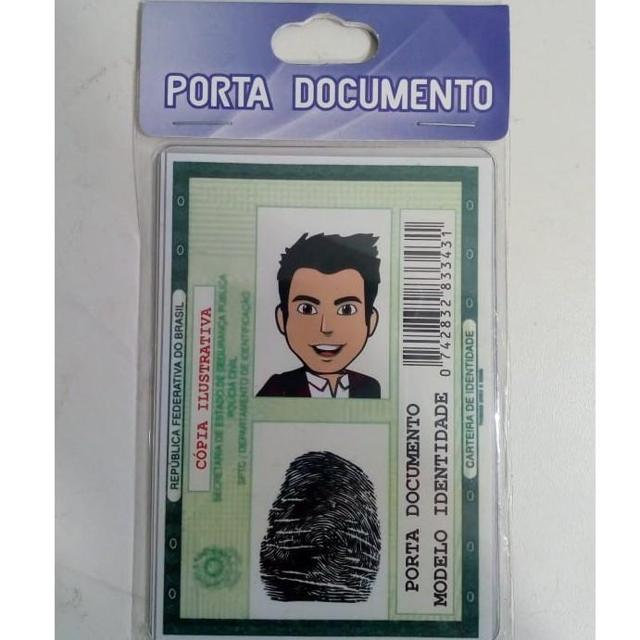 PORTA DOCUMENTO
REPÚBLICA FEDERATIVA DO BRASIL
CÓPIA ILUSTRATIVA
SECRETARIA DE ESTADO DE SEGURANÇA PÚBLICA
POLÍCIA CIVIL
SPTC / DEPARTAMENTO DE IDENTIFICAÇÃO
PORTA DOCUMENTO
MODELO IDENTIDADE
0 742832 833431
CARTEIRA DE IDENTIDADE